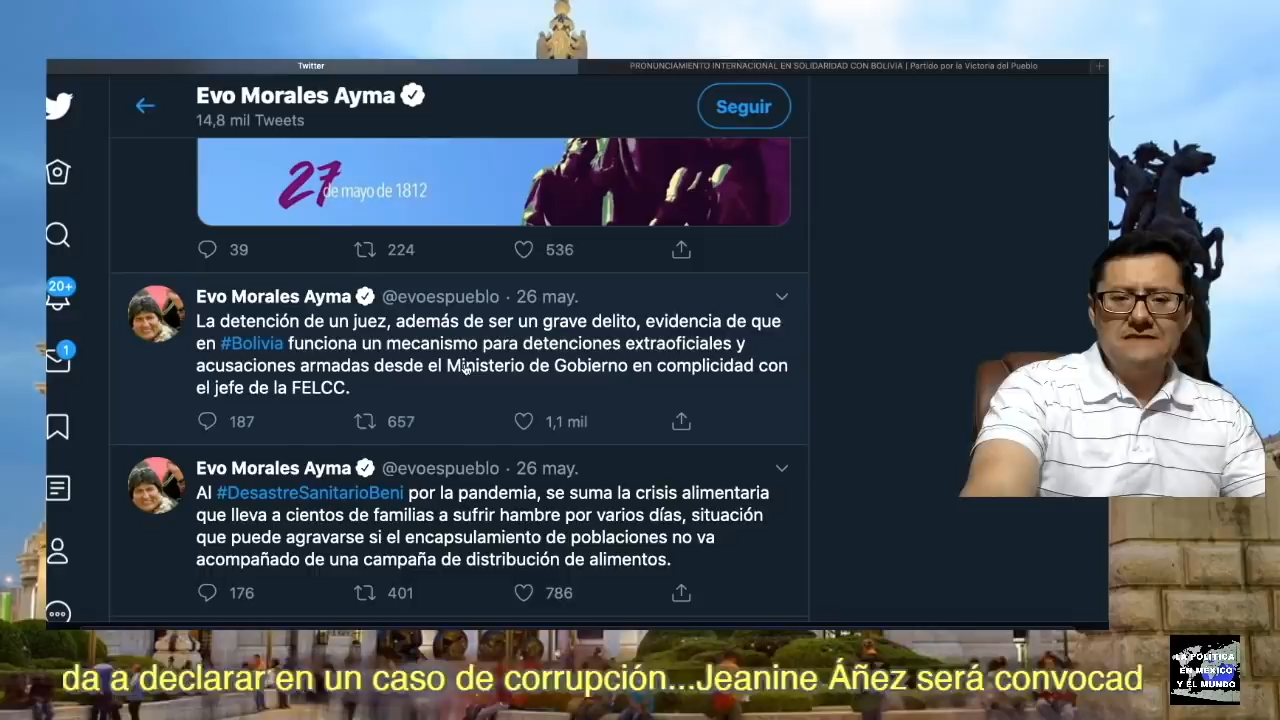 Twitter
PRONUNCIAMIENTO INTERNACIONAL EN SOLIDARIDAD CON BOLIVIA | Partido por la Victoria del Pueblo
Evo Morales Ayma
14,8 mil Tweets
Seguir
27
de mayo de 1812
39 224 536
20+
1
Evo Morales Ayma @evoespueblo · 26 may.
La detención de un juez, además de ser un grave delito, evidencia de que
en #Bolivia funciona un mecanismo para detenciones extraoficiales y
acusaciones armadas desde el Ministerio de Gobierno en complicidad con
el jefe de la FELCC.
187 657 1,1 mil
Evo Morales Ayma @evoespueblo · 26 may.
Al #DesastreSanitarioBeni por la pandemia, se suma la crisis alimentaria
que lleva a cientos de familias a sufrir hambre por varios días, situación
que puede agravarse si el encapsulamiento de poblaciones no va
acompañado de una campaña de distribución de alimentos.
176 401 786
da a declarar en un caso de corrupción...Jeanine Áñez será convocad
LA POLÍTICA
EN MÉXICO
Y EL MUNDO